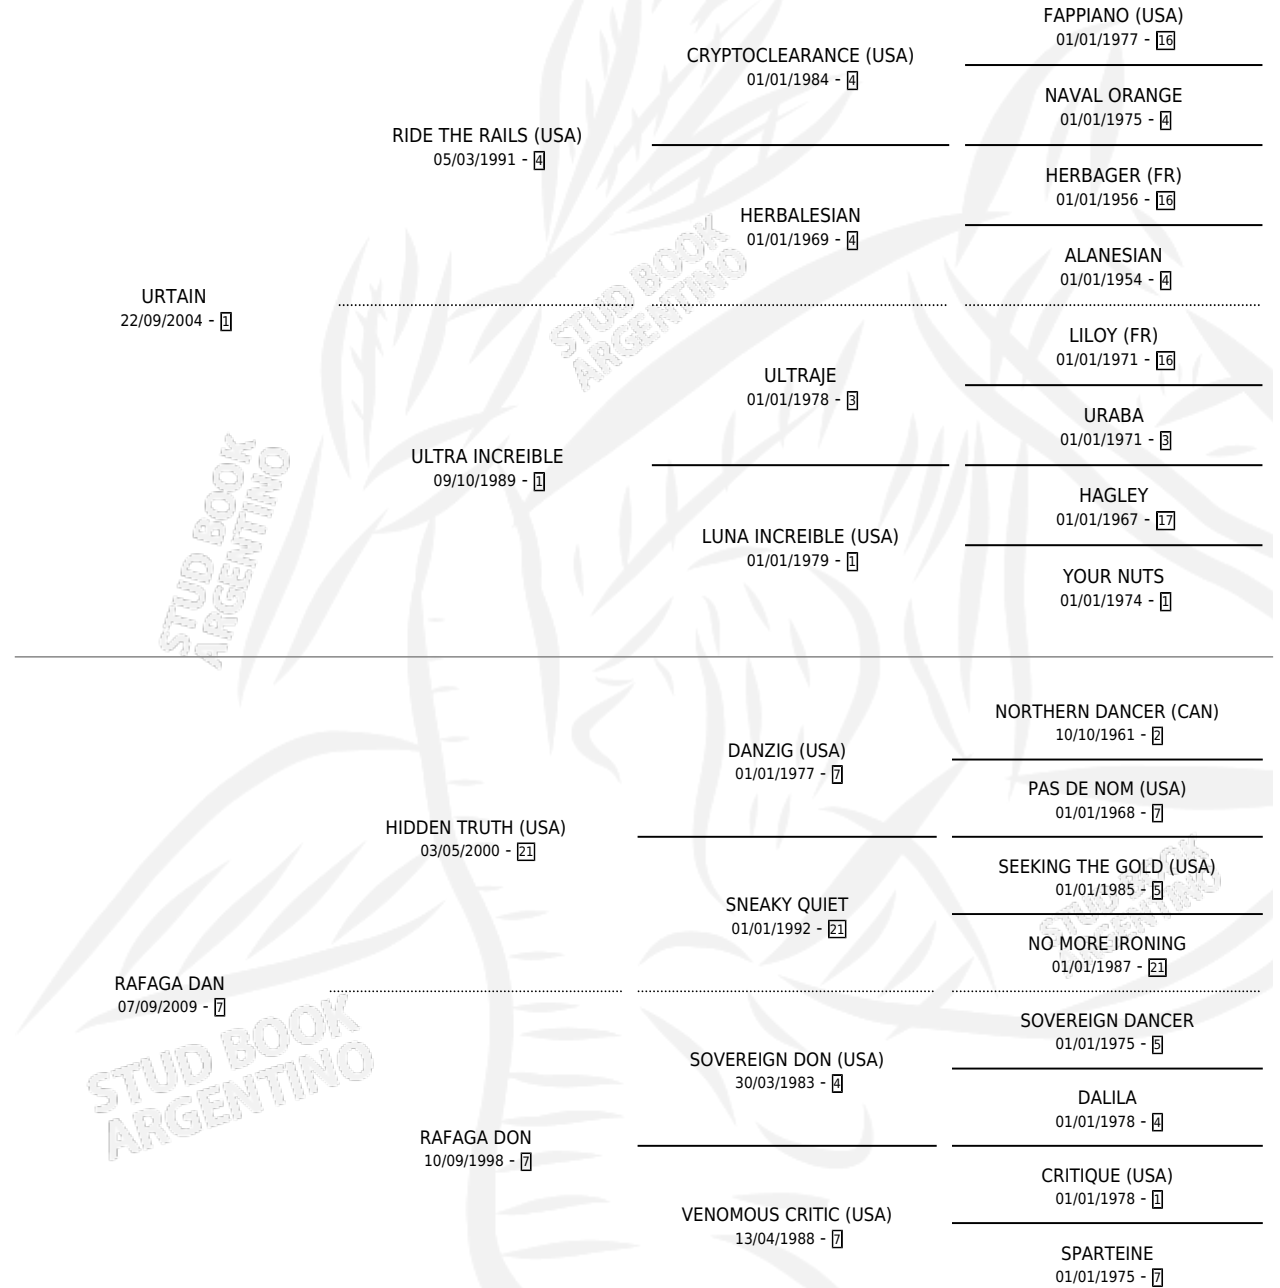 FAPPIANO (USA)
01/01/1977 - 16
CRYPTOCLEARANCE (USA)
01/01/1984 - 4
NAVAL ORANGE
01/01/1975 - 4
RIDE THE RAILS (USA)
05/03/1991 - 4
HERBAGER (FR)
01/01/1956 - 16
HERBALESIAN
01/01/1969 - 4
ALANESIAN
01/01/1954 - 4
URTAIN
22/09/2004 - 1
LILOY (FR)
01/01/1971 - 16
ULTRAJE
01/01/1978 - 3
URABA
01/01/1971 - 3
ULTRA INCREIBLE
09/10/1989 - 1
HAGLEY
01/01/1967 - 17
LUNA INCREIBLE (USA)
01/01/1979 - 1
YOUR NUTS
01/01/1974 - 1
STUD BOOK
ARGENTINO
STUD BOOK
ARGENTINO
NORTHERN DANCER (CAN)
10/10/1961 - 2
DANZIG (USA)
01/01/1977 - 7
PAS DE NOM (USA)
01/01/1968 - 7
HIDDEN TRUTH (USA)
03/05/2000 - 21
SEEKING THE GOLD (USA)
01/01/1985 - 5
SNEAKY QUIET
01/01/1992 - 21
NO MORE IRONING
01/01/1987 - 21
STUD BOOK
ARGENTINO
RAFAGA DAN
07/09/2009 - 7
SOVEREIGN DANCER
01/01/1975 - 5
SOVEREIGN DON (USA)
30/03/1983 - 4
DALILA
01/01/1978 - 4
RAFAGA DON
10/09/1998 - 7
CRITIQUE (USA)
01/01/1978 - 1
VENOMOUS CRITIC (USA)
13/04/1988 - 7
SPARTEINE
01/01/1975 - 7
STUD BOOK
ARGENTINO